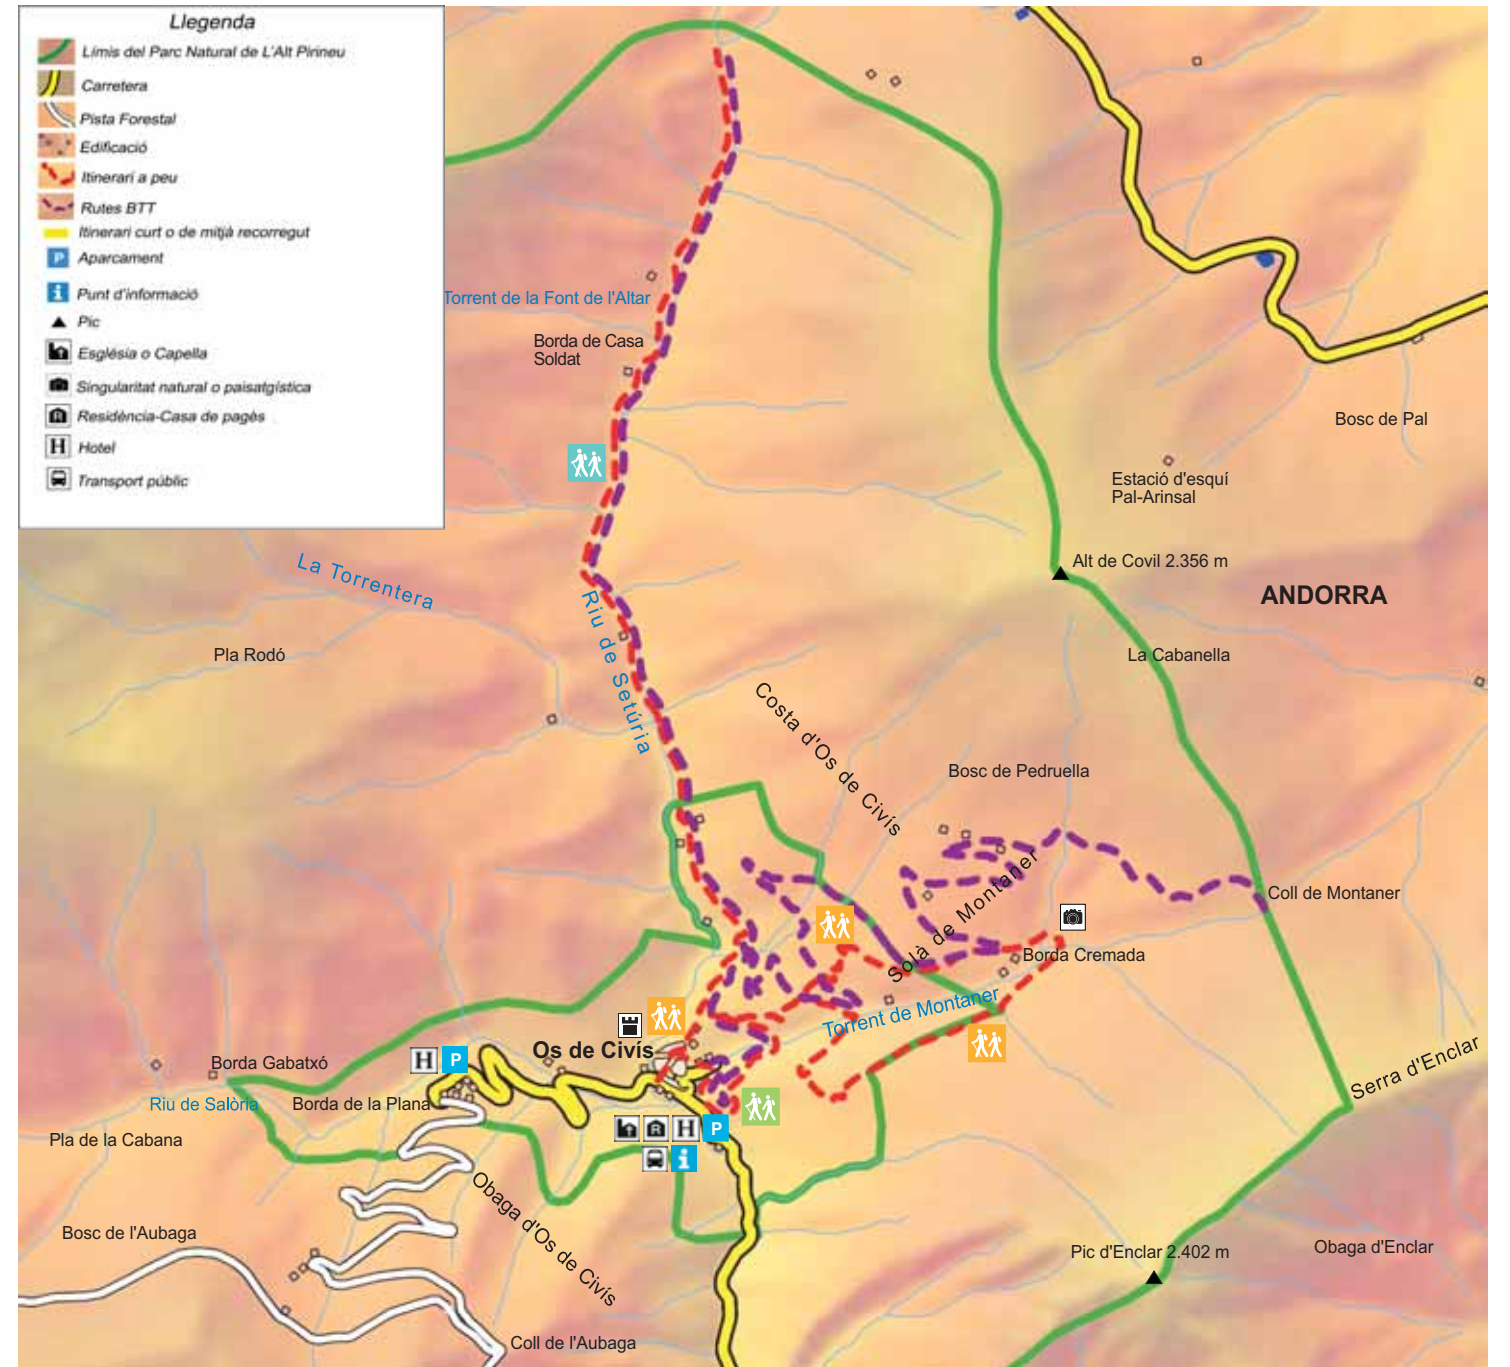 Llegenda
Límis del Parc Natural de L'Alt Pirineu
Carretera
Pista Forestal
Edificació
Itinerari a peu
Rutes BTT
Itinerari curt o de mitjà recorregut
P Aparcament
i Punt d'informació
Pic
Església o Capella
Singularitat natural o paisatgística
Residència-Casa de pagès
H Hotel
Transport públic
Torrent de la Font de l'Altar
Borda de Casa
Soldat
Bosc de Pal
Estació d'esquí
Pal-Arinsal
Alt de Covil 2.356 m
ANDORRA
La Torrentera
Riu de Setúria
Pla Rodó
La Cabanella
Costa d'Os de Civís
Bosc de Pedruella
Solà de Montaner
Coll de Montaner
Borda Cremada
Torrent de Montaner
Os de Civís
H P
Borda Gabatxó
Riu de Salòria
Borda de la Plana
Serra d'Enclar
Pla de la Cabana
H P
i
Obaga d'Os de Civís
Bosc de l'Aubaga
Pic d'Enclar 2.402 m
Obaga d'Enclar
Coll de l'Aubaga